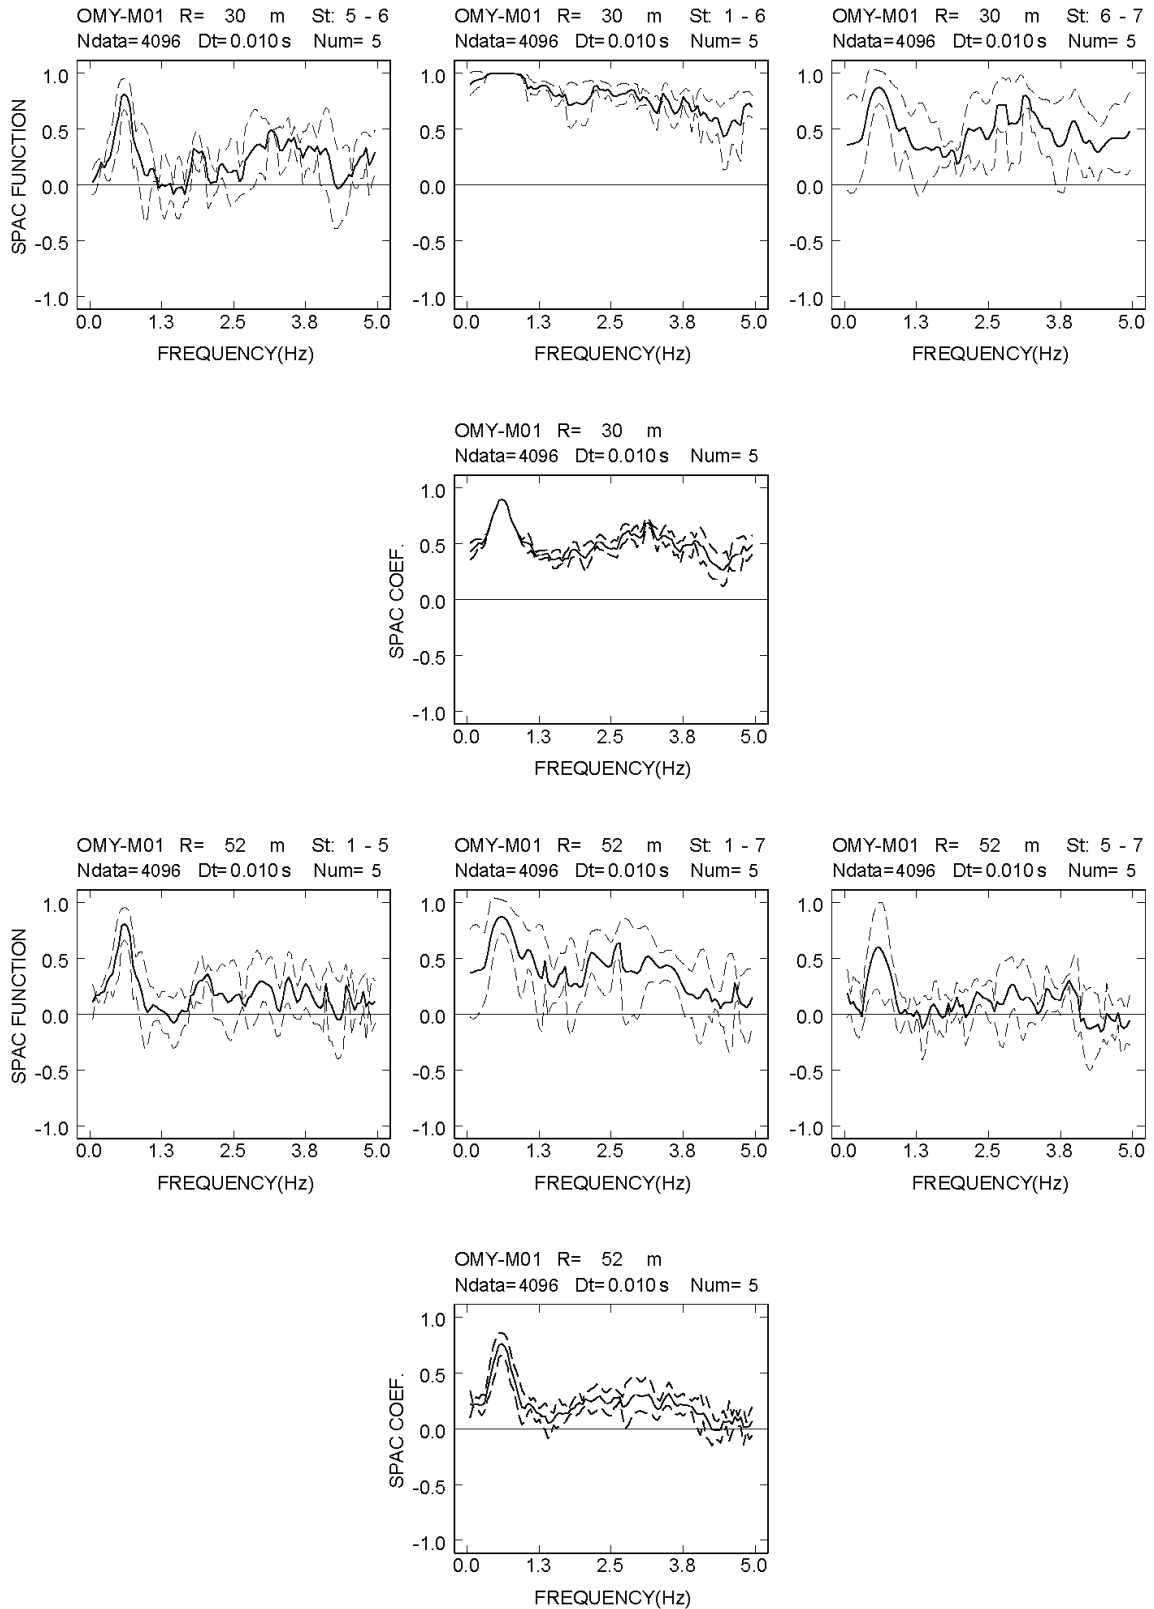 OMY-M01 R= 30 m St: 5 - 6
Ndata=4096 Dt=0.010 s Num= 5
OMY-M01 R= 30 m St: 1 - 6
Ndata=4096 Dt=0.010 s Num= 5
OMY-M01 R= 30 m St: 6 - 7
Ndata=4096 Dt=0.010 s Num= 5
SPAC FUNCTION
1.0
0.5
0.0
-0.5
-1.0
0.0 1.3 2.5 3.8 5.0
FREQUENCY(Hz)
1.0
0.5
0.0
-0.5
-1.0
0.0 1.3 2.5 3.8 5.0
FREQUENCY(Hz)
1.0
0.5
0.0
-0.5
-1.0
0.0 1.3 2.5 3.8 5.0
FREQUENCY(Hz)
OMY-M01 R= 30 m
Ndata=4096 Dt=0.010 s Num= 5
SPAC COEF.
1.0
0.5
0.0
-0.5
-1.0
0.0 1.3 2.5 3.8 5.0
FREQUENCY(Hz)
OMY-M01 R= 52 m St: 1 - 5
Ndata=4096 Dt=0.010 s Num= 5
OMY-M01 R= 52 m St: 1 - 7
Ndata=4096 Dt=0.010 s Num= 5
OMY-M01 R= 52 m St: 5 - 7
Ndata=4096 Dt=0.010 s Num= 5
SPAC FUNCTION
1.0
0.5
0.0
-0.5
-1.0
0.0 1.3 2.5 3.8 5.0
FREQUENCY(Hz)
1.0
0.5
0.0
-0.5
-1.0
0.0 1.3 2.5 3.8 5.0
FREQUENCY(Hz)
1.0
0.5
0.0
-0.5
-1.0
0.0 1.3 2.5 3.8 5.0
FREQUENCY(Hz)
OMY-M01 R= 52 m
Ndata=4096 Dt=0.010 s Num= 5
SPAC COEF.
1.0
0.5
0.0
-0.5
-1.0
0.0 1.3 2.5 3.8 5.0
FREQUENCY(Hz)